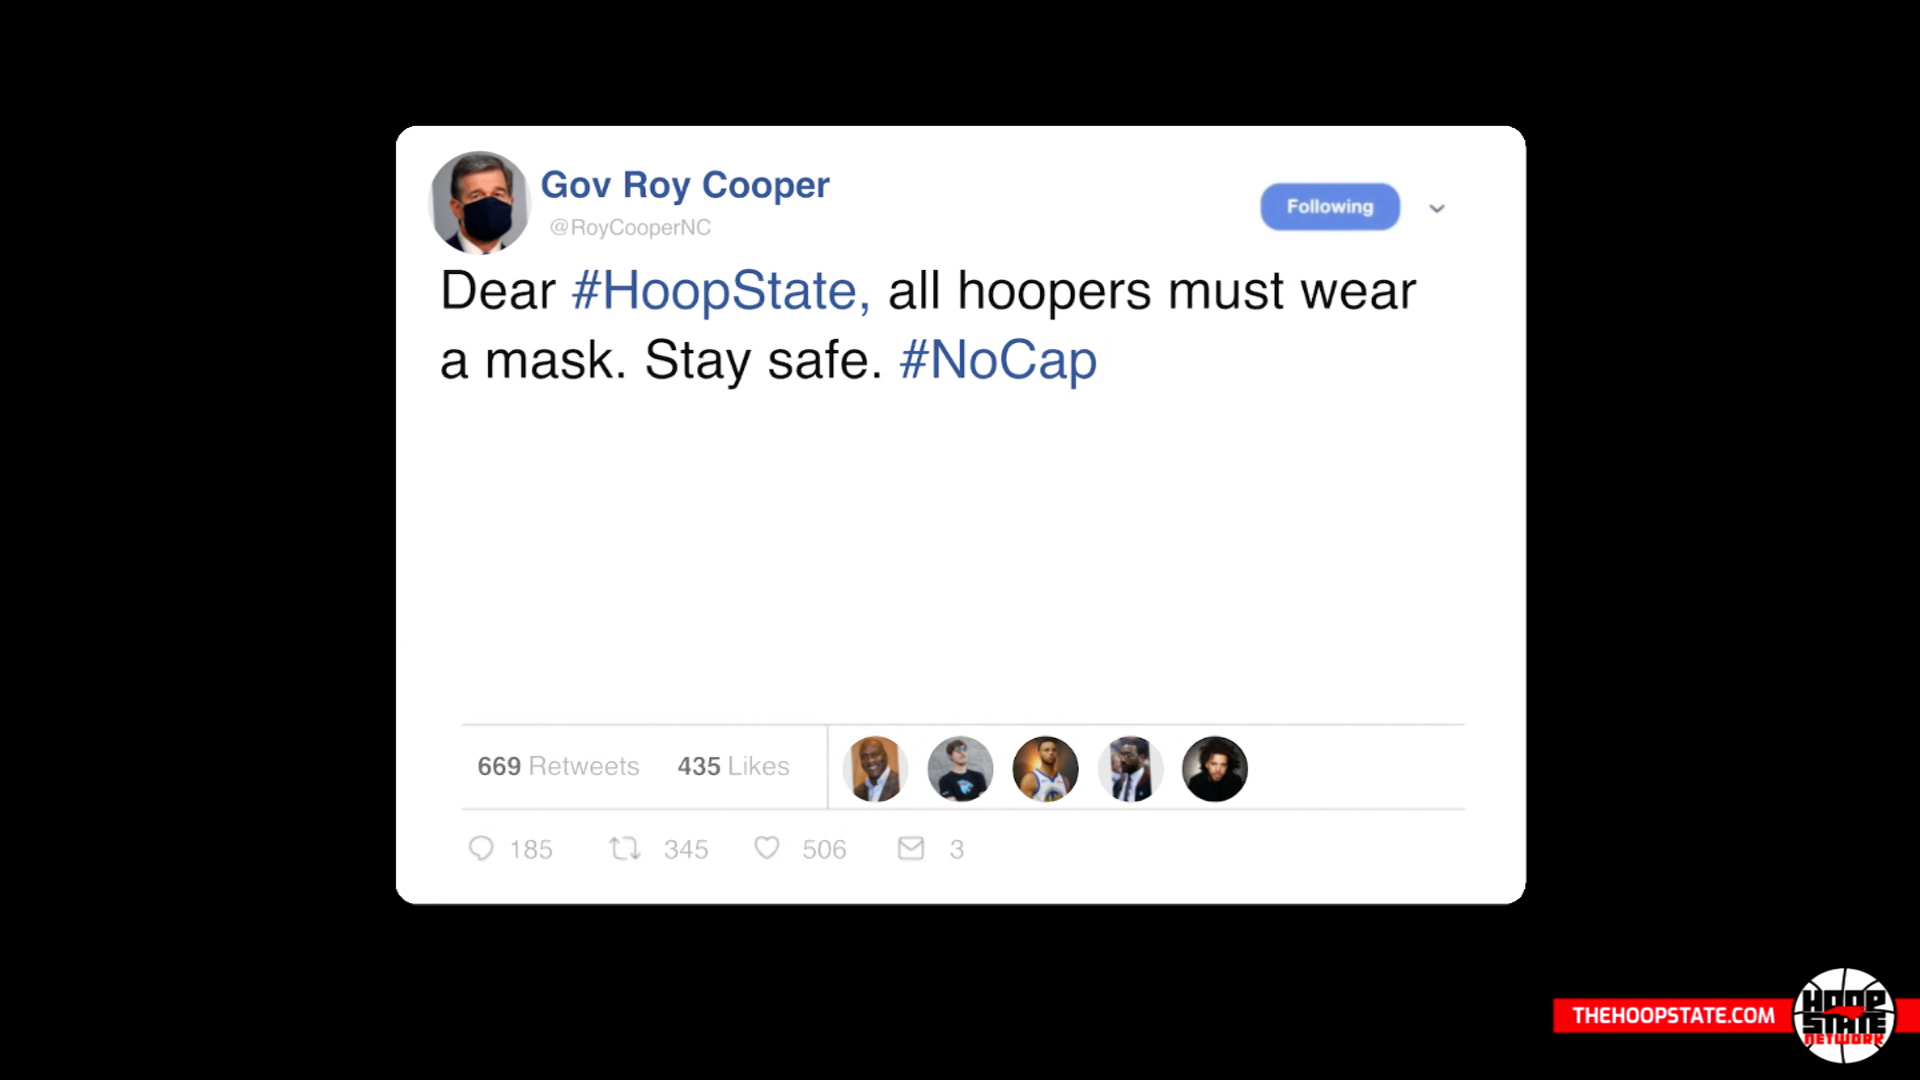 Gov Roy Cooper
@RoyCooperNC
Following
Dear #HoopState, all hoopers must wear
a mask. Stay safe. #NoCap
669 Retweets 435 Likes
185 345 506 3
THEHOOPSTATE.COM
HOOP
STATE
NETWORK